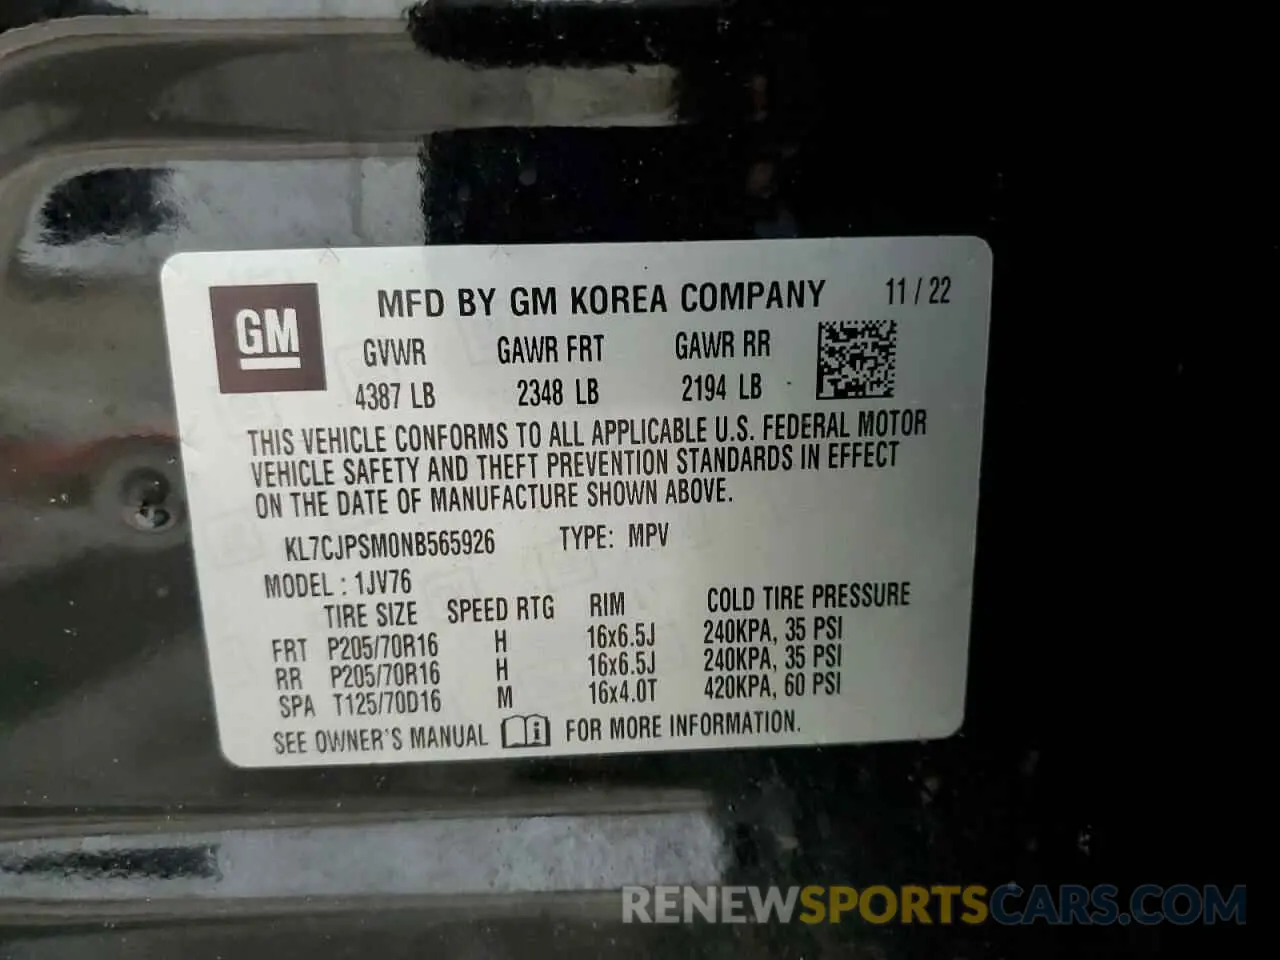 GM
MFD BY GM KOREA COMPANY 11 / 22
GVWR GAWR FRT GAWR RR
4387 LB 2348 LB 2194 LB
THIS VEHICLE CONFORMS TO ALL APPLICABLE U.S. FEDERAL MOTOR
VEHICLE SAFETY AND THEFT PREVENTION STANDARDS IN EFFECT
ON THE DATE OF MANUFACTURE SHOWN ABOVE.
KL7CJPSM0NB565926 TYPE: MPV
MODEL : 1JV76
TIRE SIZE SPEED RTG RIM COLD TIRE PRESSURE
FRT P205/70R16 H 16x6.5J 240KPA, 35 PSI
RR P205/70R16 H 16x6.5J 240KPA, 35 PSI
SPA T125/70D16 M 16x4.0T 420KPA, 60 PSI
SEE OWNER'S MANUAL i FOR MORE INFORMATION.
RENEWSPORTSCARS.COM